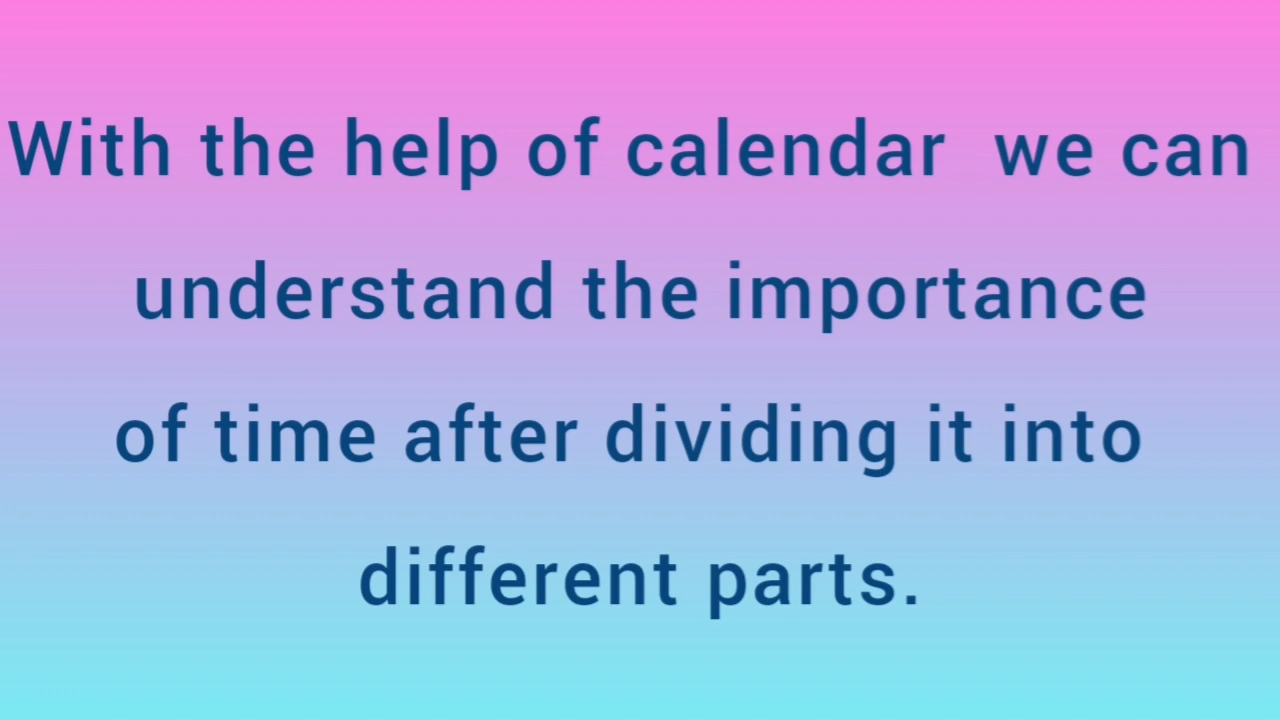 With the help of calendar  we can
understand the importance
of time after dividing it into
different parts.